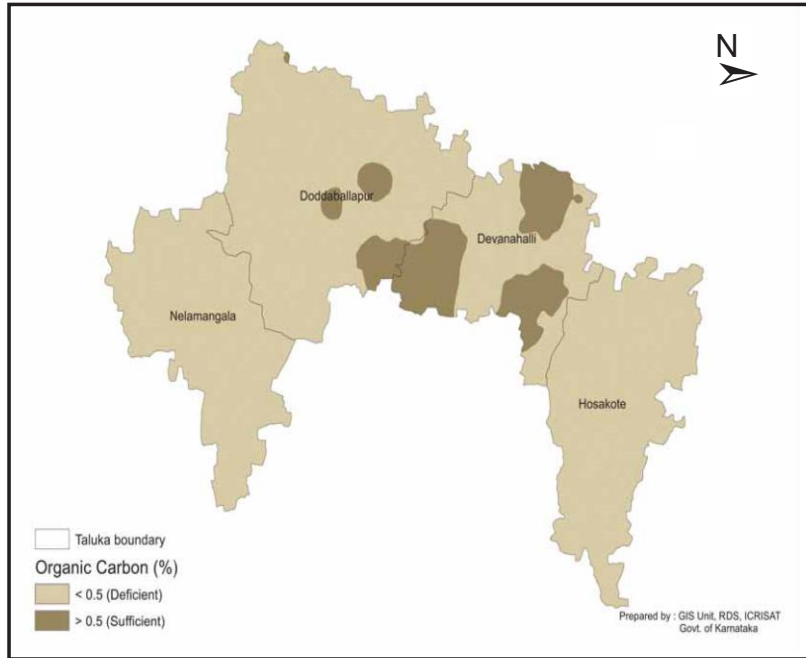 N
Doddaballapur
Devanahalli
Nelamangala
Hosakote
Taluka boundary
Organic Carbon (%)
< 0.5 (Deficient)
> 0.5 (Sufficient)
Prepared by : GIS Unit, RDS, ICRISAT
Govt. of Karnataka